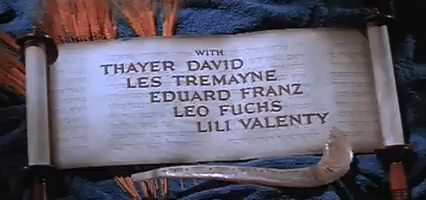 WITH
THAYER DAVID
LES TREMAYNE
EDUARD FRANZ
LEO FUCHS
LILI VALENTY